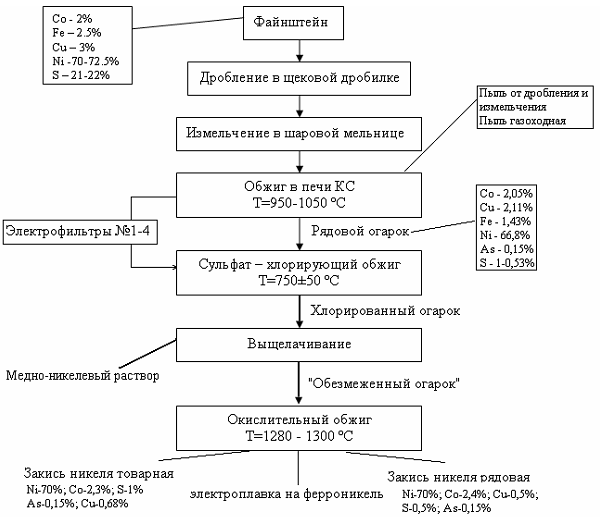 Co - 2%
Fe – 2.5%
Cu – 3%
Ni -70-72.5%
S – 21-22%
Файнштейн
Дробление в щековой дробилке
Пыль от дробления и
измельчения
Пыль газоходная
Измельчение в шаровой мельнице
Обжиг в печи КС
Т=950-1050 °С
Электрофильтры №1-4
Рядовой огарок
Co - 2,05%
Cu - 2,11%
Fe - 1,43%
Ni - 66,8%
As - 0,15%
S - 1-0,53%
Сульфат – хлорирующий обжиг
Т=750±50 °С
Хлорированный огарок
Выщелачивание
Медно-никелевый раствор
"Обезмеженный огарок"
Окислительный обжиг
Т=1280 - 1300 °С
Закись никеля товарная
Ni-70%; Co-2,3%; S-1%
As-0,15%; Cu-0,68%
электроплавка на ферроникель
Закись никеля рядовая
Ni-70%; Co-2,4%; Cu-0,5%;
S-0,5%; As-0,15%